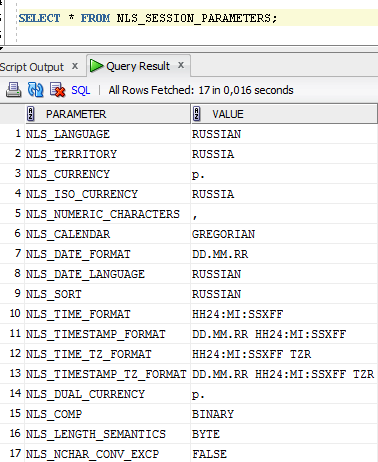 SELECT * FROM NLS_SESSION_PARAMETERS;
Script Output × Query Result ×
SQL | All Rows Fetched: 17 in 0,016 seconds
PARAMETER VALUE
1 NLS_LANGUAGE RUSSIAN
2 NLS_TERRITORY RUSSIA
3 NLS_CURRENCY р.
4 NLS_ISO_CURRENCY RUSSIA
5 NLS_NUMERIC_CHARACTERS ,
6 NLS_CALENDAR GREGORIAN
7 NLS_DATE_FORMAT DD.MM.RR
8 NLS_DATE_LANGUAGE RUSSIAN
9 NLS_SORT RUSSIAN
10 NLS_TIME_FORMAT HH24:MI:SSXFF
11 NLS_TIMESTAMP_FORMAT DD.MM.RR HH24:MI:SSXFF
12 NLS_TIME_TZ_FORMAT HH24:MI:SSXFF TZR
13 NLS_TIMESTAMP_TZ_FORMAT DD.MM.RR HH24:MI:SSXFF TZR
14 NLS_DUAL_CURRENCY р.
15 NLS_COMP BINARY
16 NLS_LENGTH_SEMANTICS BYTE
17 NLS_NCHAR_CONV_EXCP FALSE